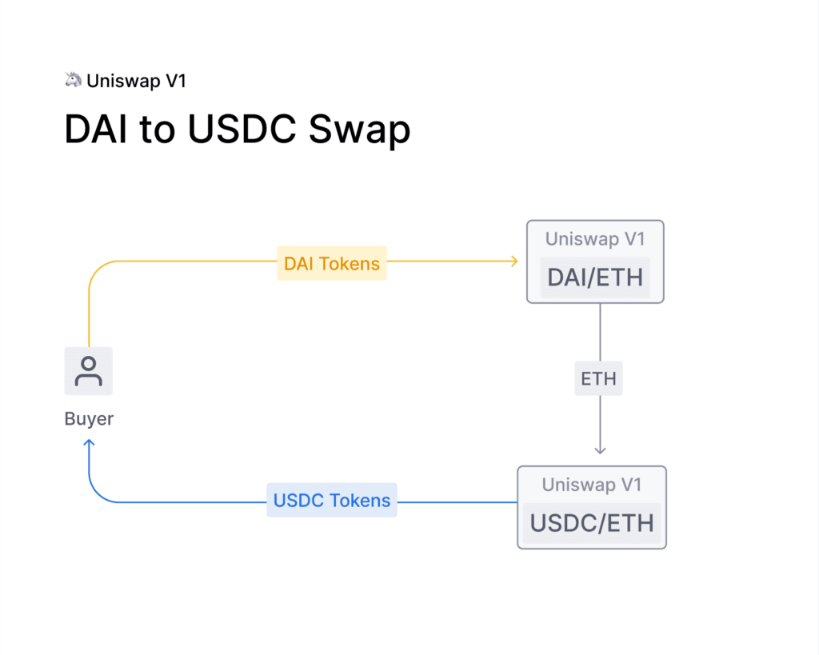 Uniswap V1
DAI to USDC Swap
DAI Tokens
Uniswap V1
DAI/ETH
ETH
Buyer
USDC Tokens
Uniswap V1
USDC/ETH